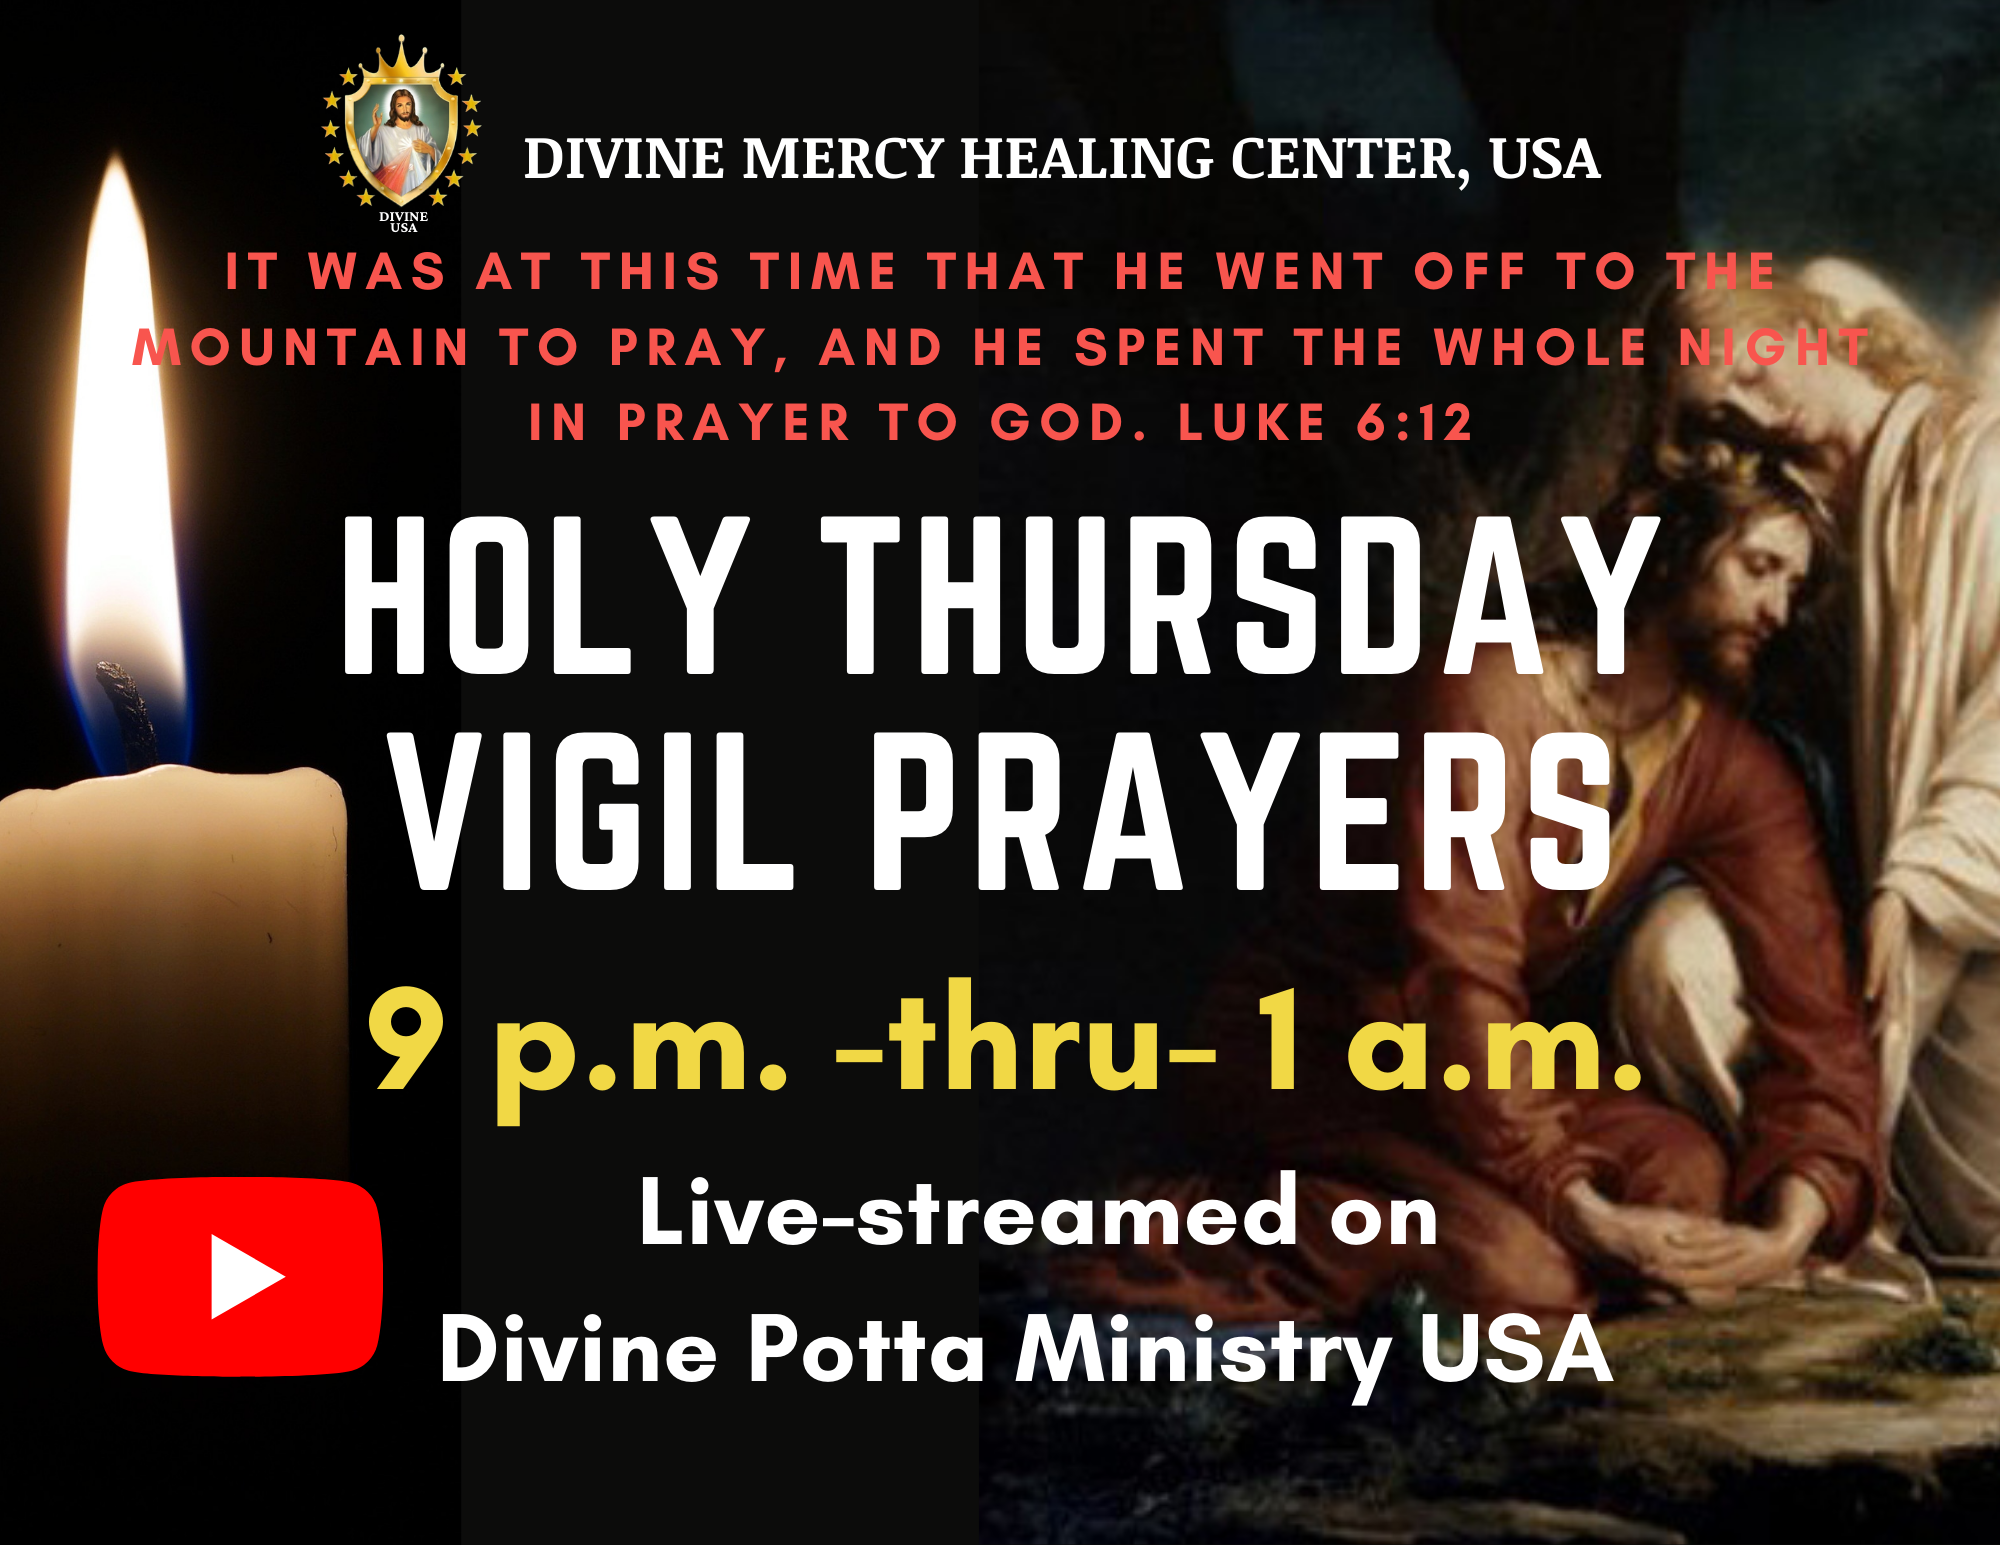 DIVINE
USA
DIVINE MERCY HEALING CENTER, USA
IT WAS AT THIS TIME THAT HE WENT OFF TO THE
MOUNTAIN TO PRAY, AND HE SPENT THE WHOLE NIGHT
IN PRAYER TO GOD. LUKE 6:12
HOLY THURSDAY
VIGIL PRAYERS
9 p.m. -thru- 1 a.m.
Live-streamed on
Divine Potta Ministry USA